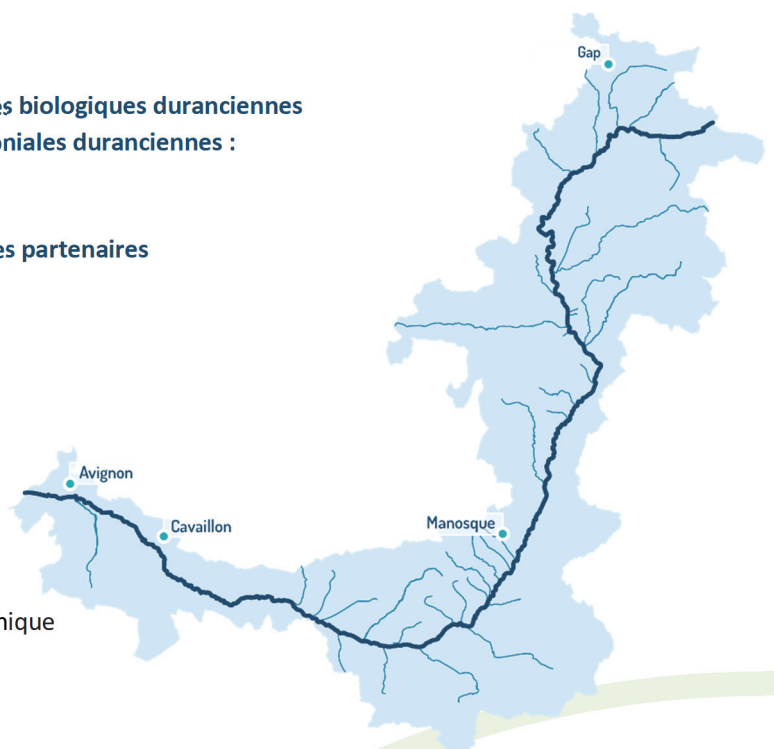 Gap
es biologiques duranciennes
oniales duranciennes :
es partenaires
Avignon
Cavaillon
Manosque
nique